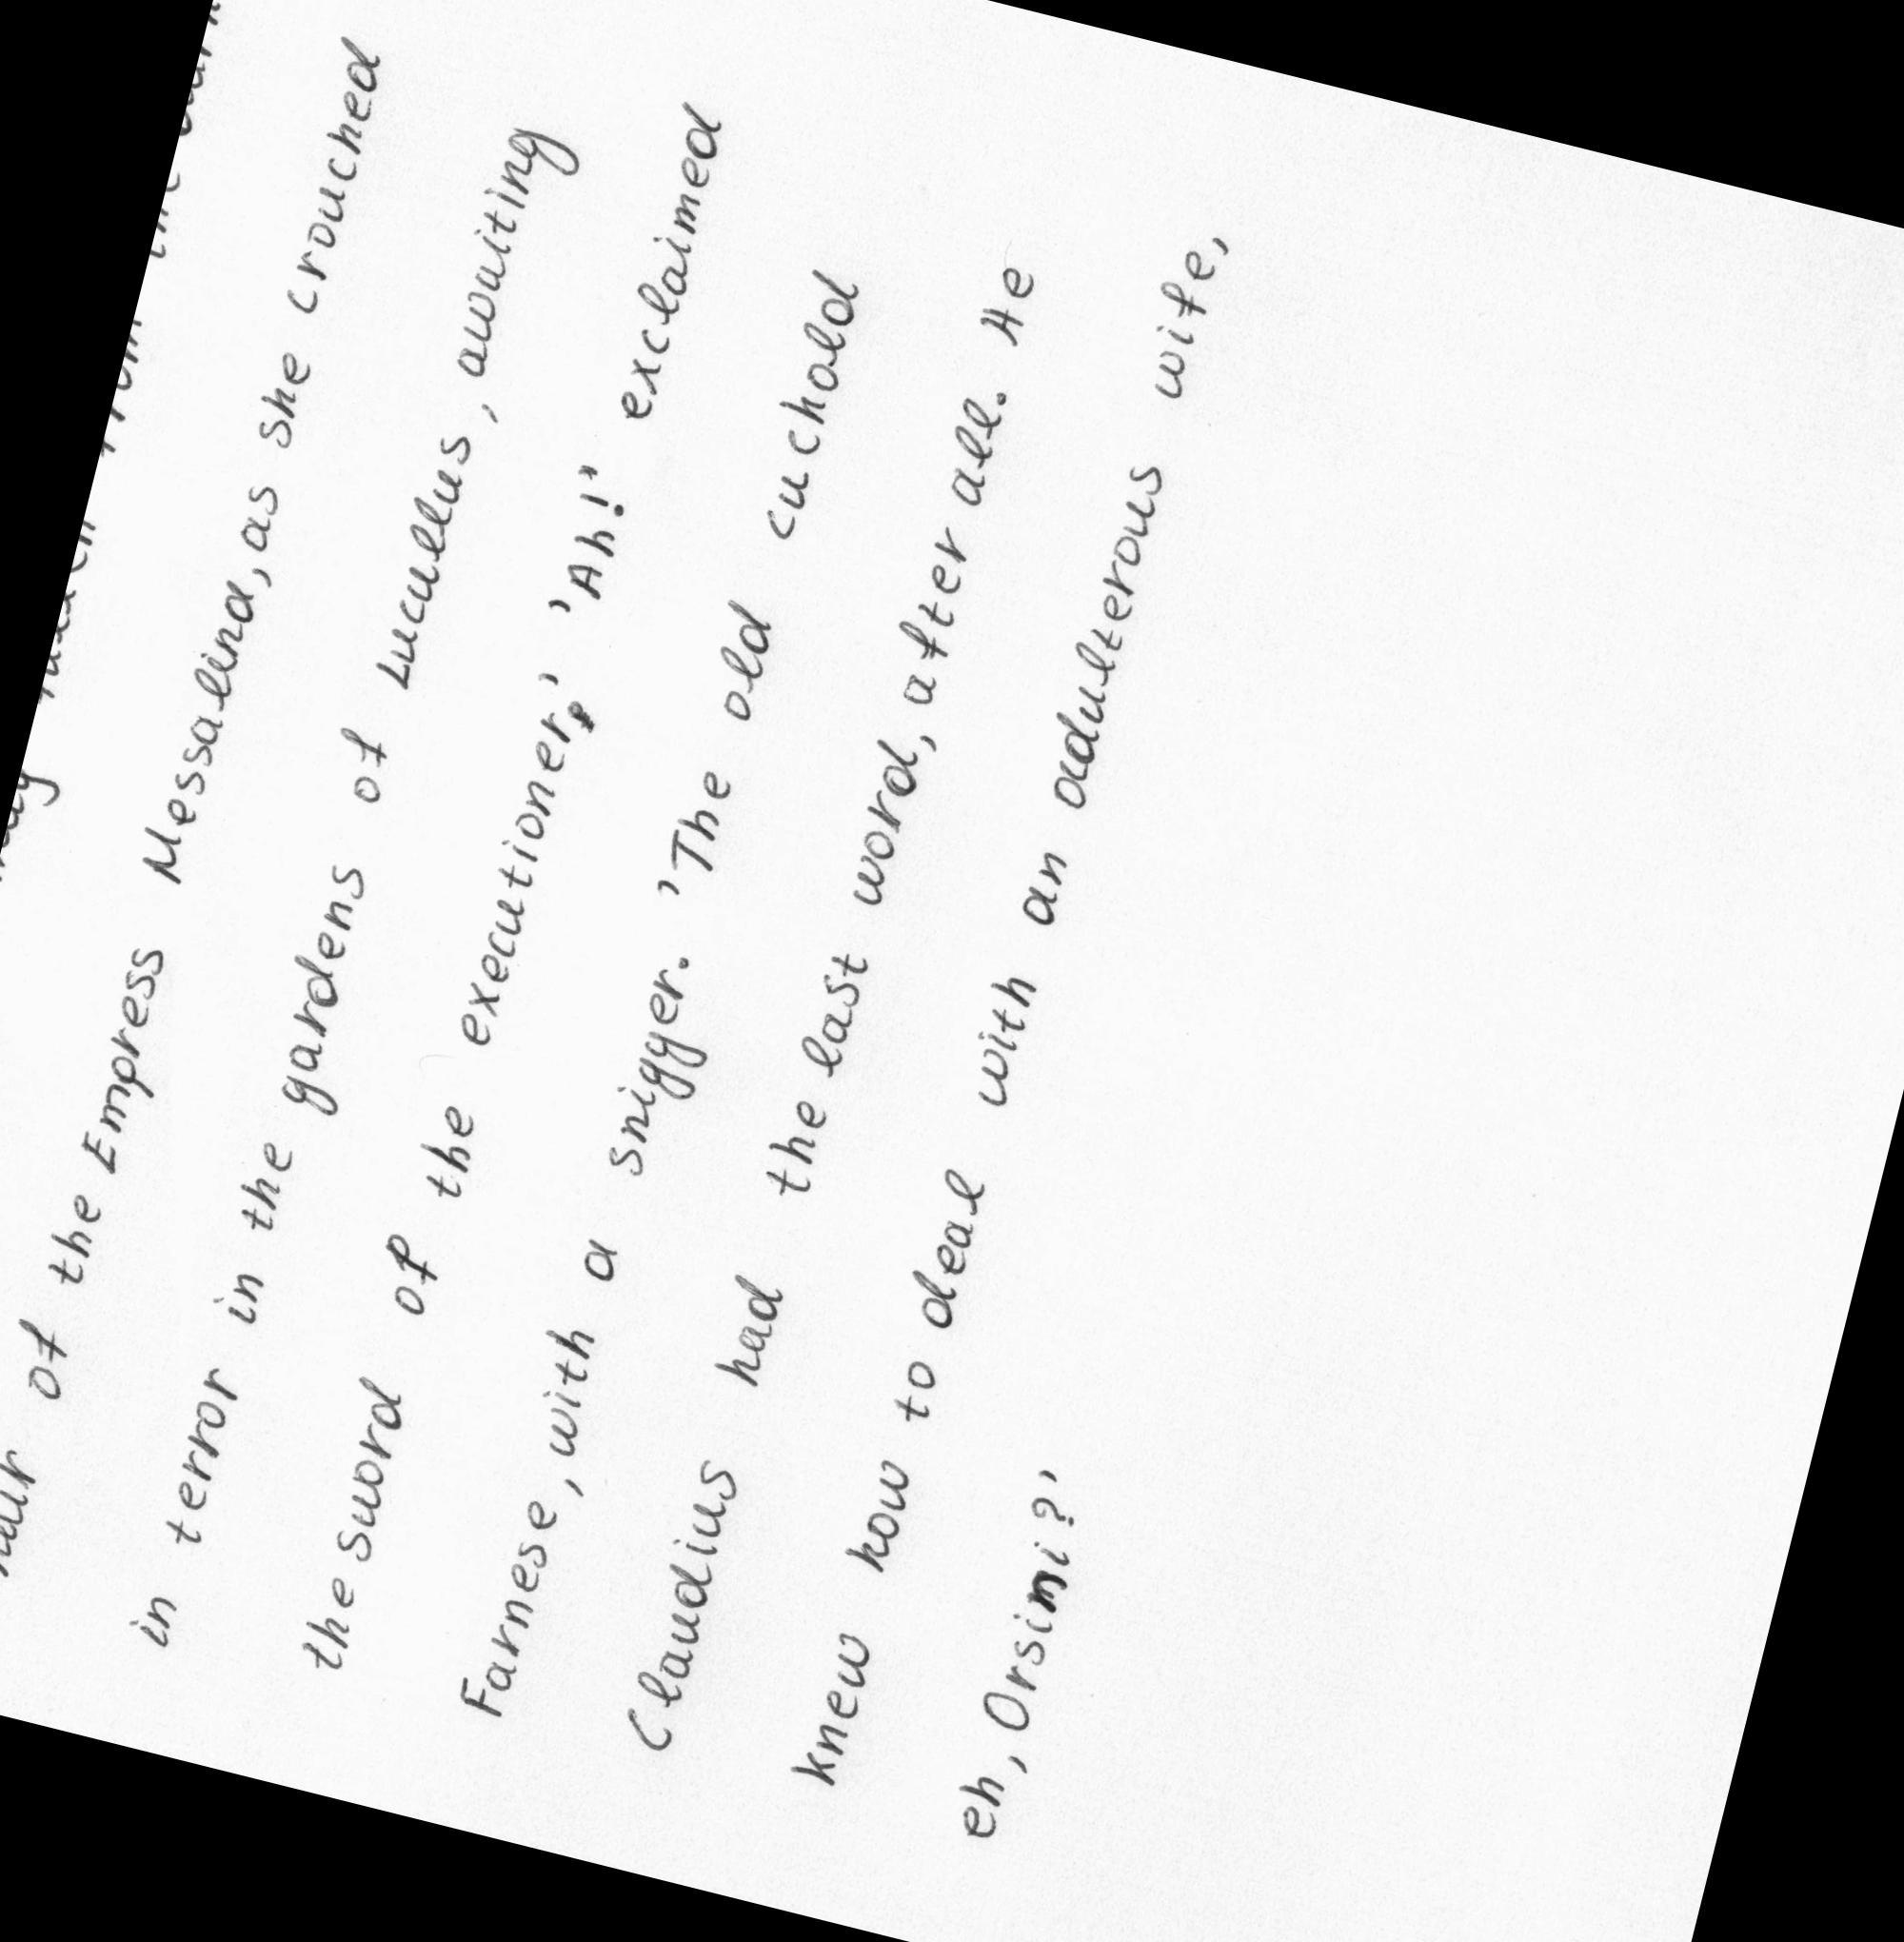 hair of the Empress Messalina, as she crouched
in terror in the gardens of Lucullus, awaiting
the sword of the executioner.' 'Ah!' exclaimed
Farnese, with a snigger. 'The old cuchold
Claudius had the last word, after all. He
knew how to deal with an adulterous wife,
eh, Orsini?'